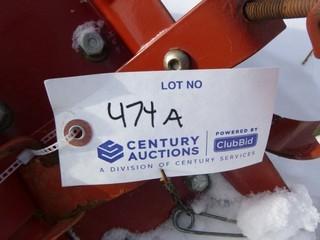 LOT NO
474A
CENTURY
AUCTIONS
A DIVISION OF CENTURY SERVICES
POWERED BY
ClubBid